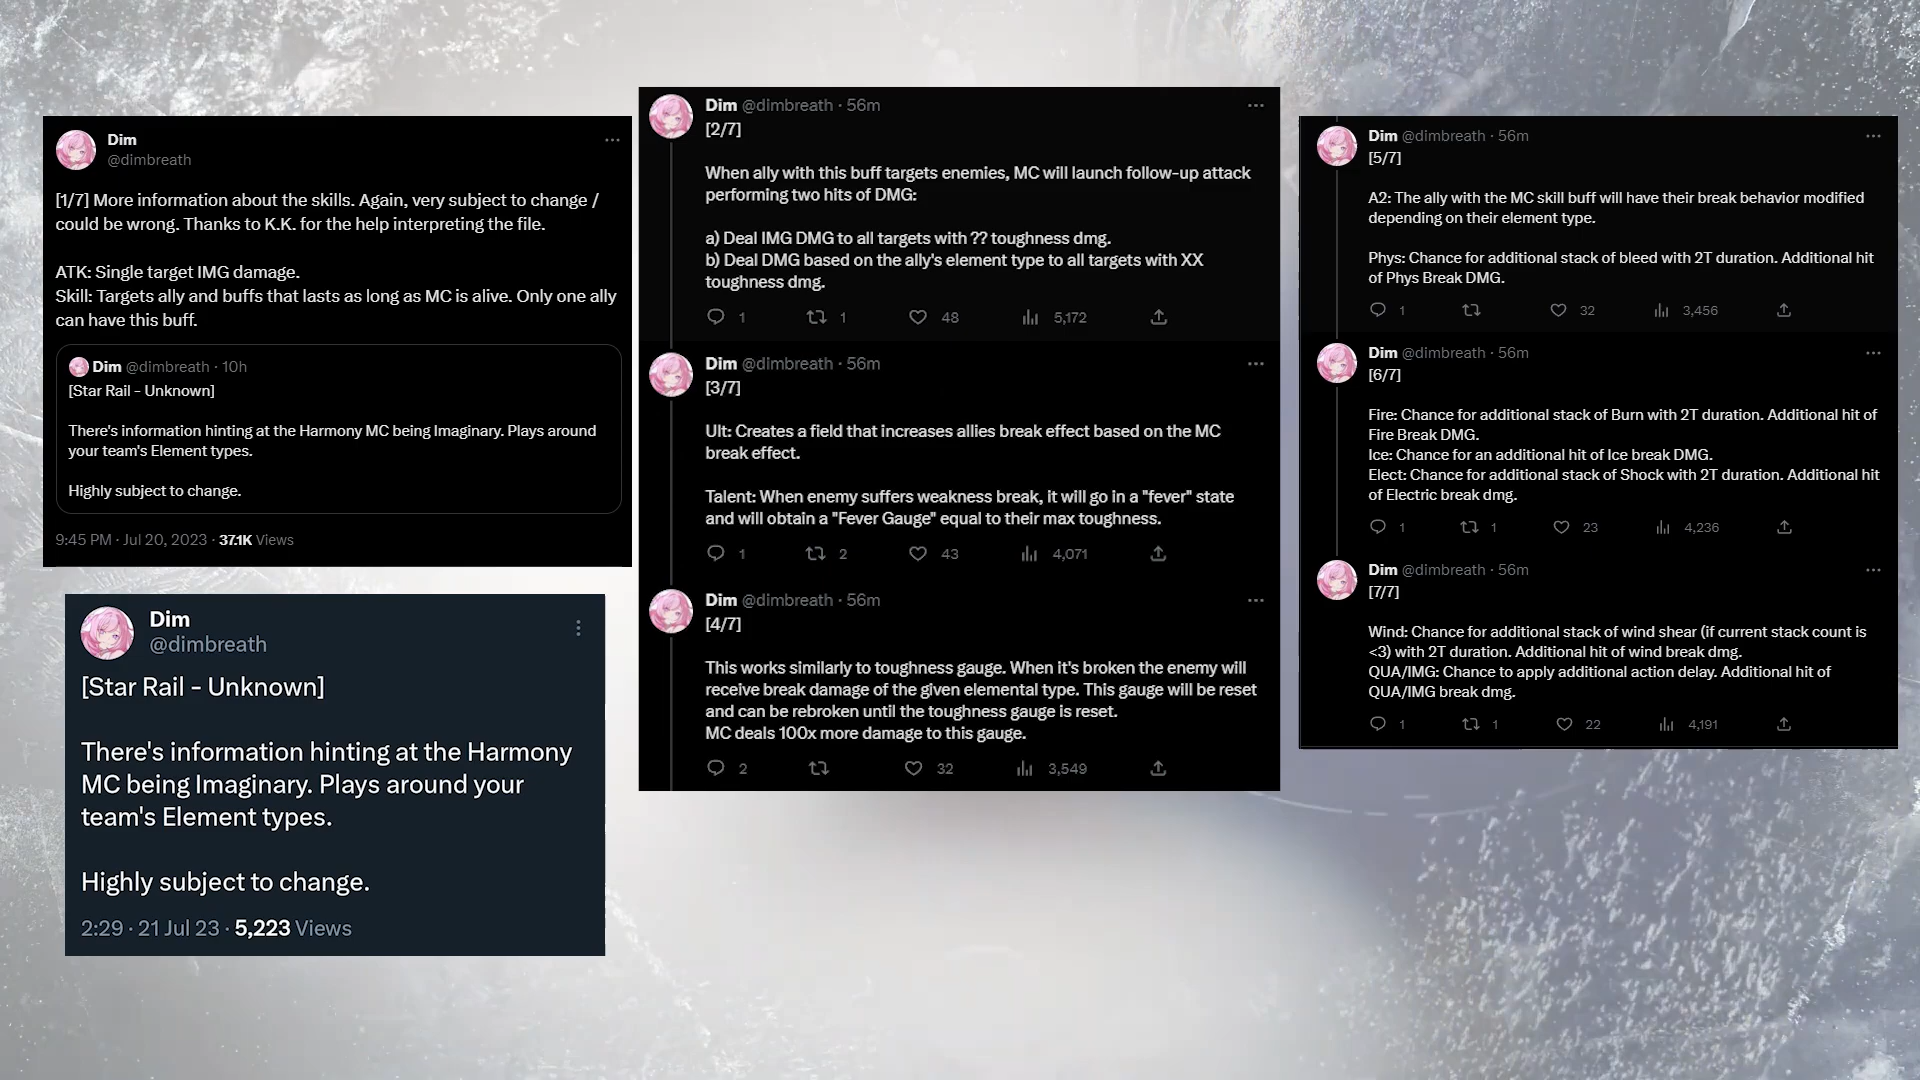 Dim
@dimbreath
[1/7] More information about the skills. Again, very subject to change /
could be wrong. Thanks to K.K. for the help interpreting the file.
ATK: Single target IMG damage.
Skill: Targets ally and buffs that lasts as long as MC is alive. Only one ally
can have this buff.
Dim @dimbreath · 10h
[Star Rail - Unknown]
There's information hinting at the Harmony MC being Imaginary. Plays around
your team's Element types.
Highly subject to change.
9:45 PM · Jul 20, 2023 · 37.1K Views
Dim
@dimbreath
[Star Rail - Unknown]
There's information hinting at the Harmony
MC being Imaginary. Plays around your
team's Element types.
Highly subject to change.
2:29 · 21 Jul 23 · 5,223 Views
Dim @dimbreath · 56m
[2/7]
When ally with this buff targets enemies, MC will launch follow-up attack
performing two hits of DMG:
a) Deal IMG DMG to all targets with ?? toughness dmg.
b) Deal DMG based on the ally's element type to all targets with XX
toughness dmg.
1 1 48 5,172
Dim @dimbreath · 56m
[3/7]
Ult: Creates a field that increases allies break effect based on the MC
break effect.
Talent: When enemy suffers weakness break, it will go in a "fever" state
and will obtain a "Fever Gauge" equal to their max toughness.
1 2 43 4,071
Dim @dimbreath · 56m
[4/7]
This works similarly to toughness gauge. When it's broken the enemy will
receive break damage of the given elemental type. This gauge will be reset
and can be rebroken until the toughness gauge is reset.
MC deals 100x more damage to this gauge.
2 32 3,549
Dim @dimbreath · 56m
[5/7]
A2: The ally with the MC skill buff will have their break behavior modified
depending on their element type.
Phys: Chance for additional stack of bleed with 2T duration. Additional hit
of Phys Break DMG.
1 32 3,456
Dim @dimbreath · 56m
[6/7]
Fire: Chance for additional stack of Burn with 2T duration. Additional hit of
Fire Break DMG.
Ice: Chance for an additional hit of Ice break DMG.
Elect: Chance for additional stack of Shock with 2T duration. Additional hit
of Electric break dmg.
1 1 23 4,236
Dim @dimbreath · 56m
[7/7]
Wind: Chance for additional stack of wind shear (if current stack count is
<3) with 2T duration. Additional hit of wind break dmg.
QUA/IMG: Chance to apply additional action delay. Additional hit of
QUA/IMG break dmg.
1 1 22 4,191